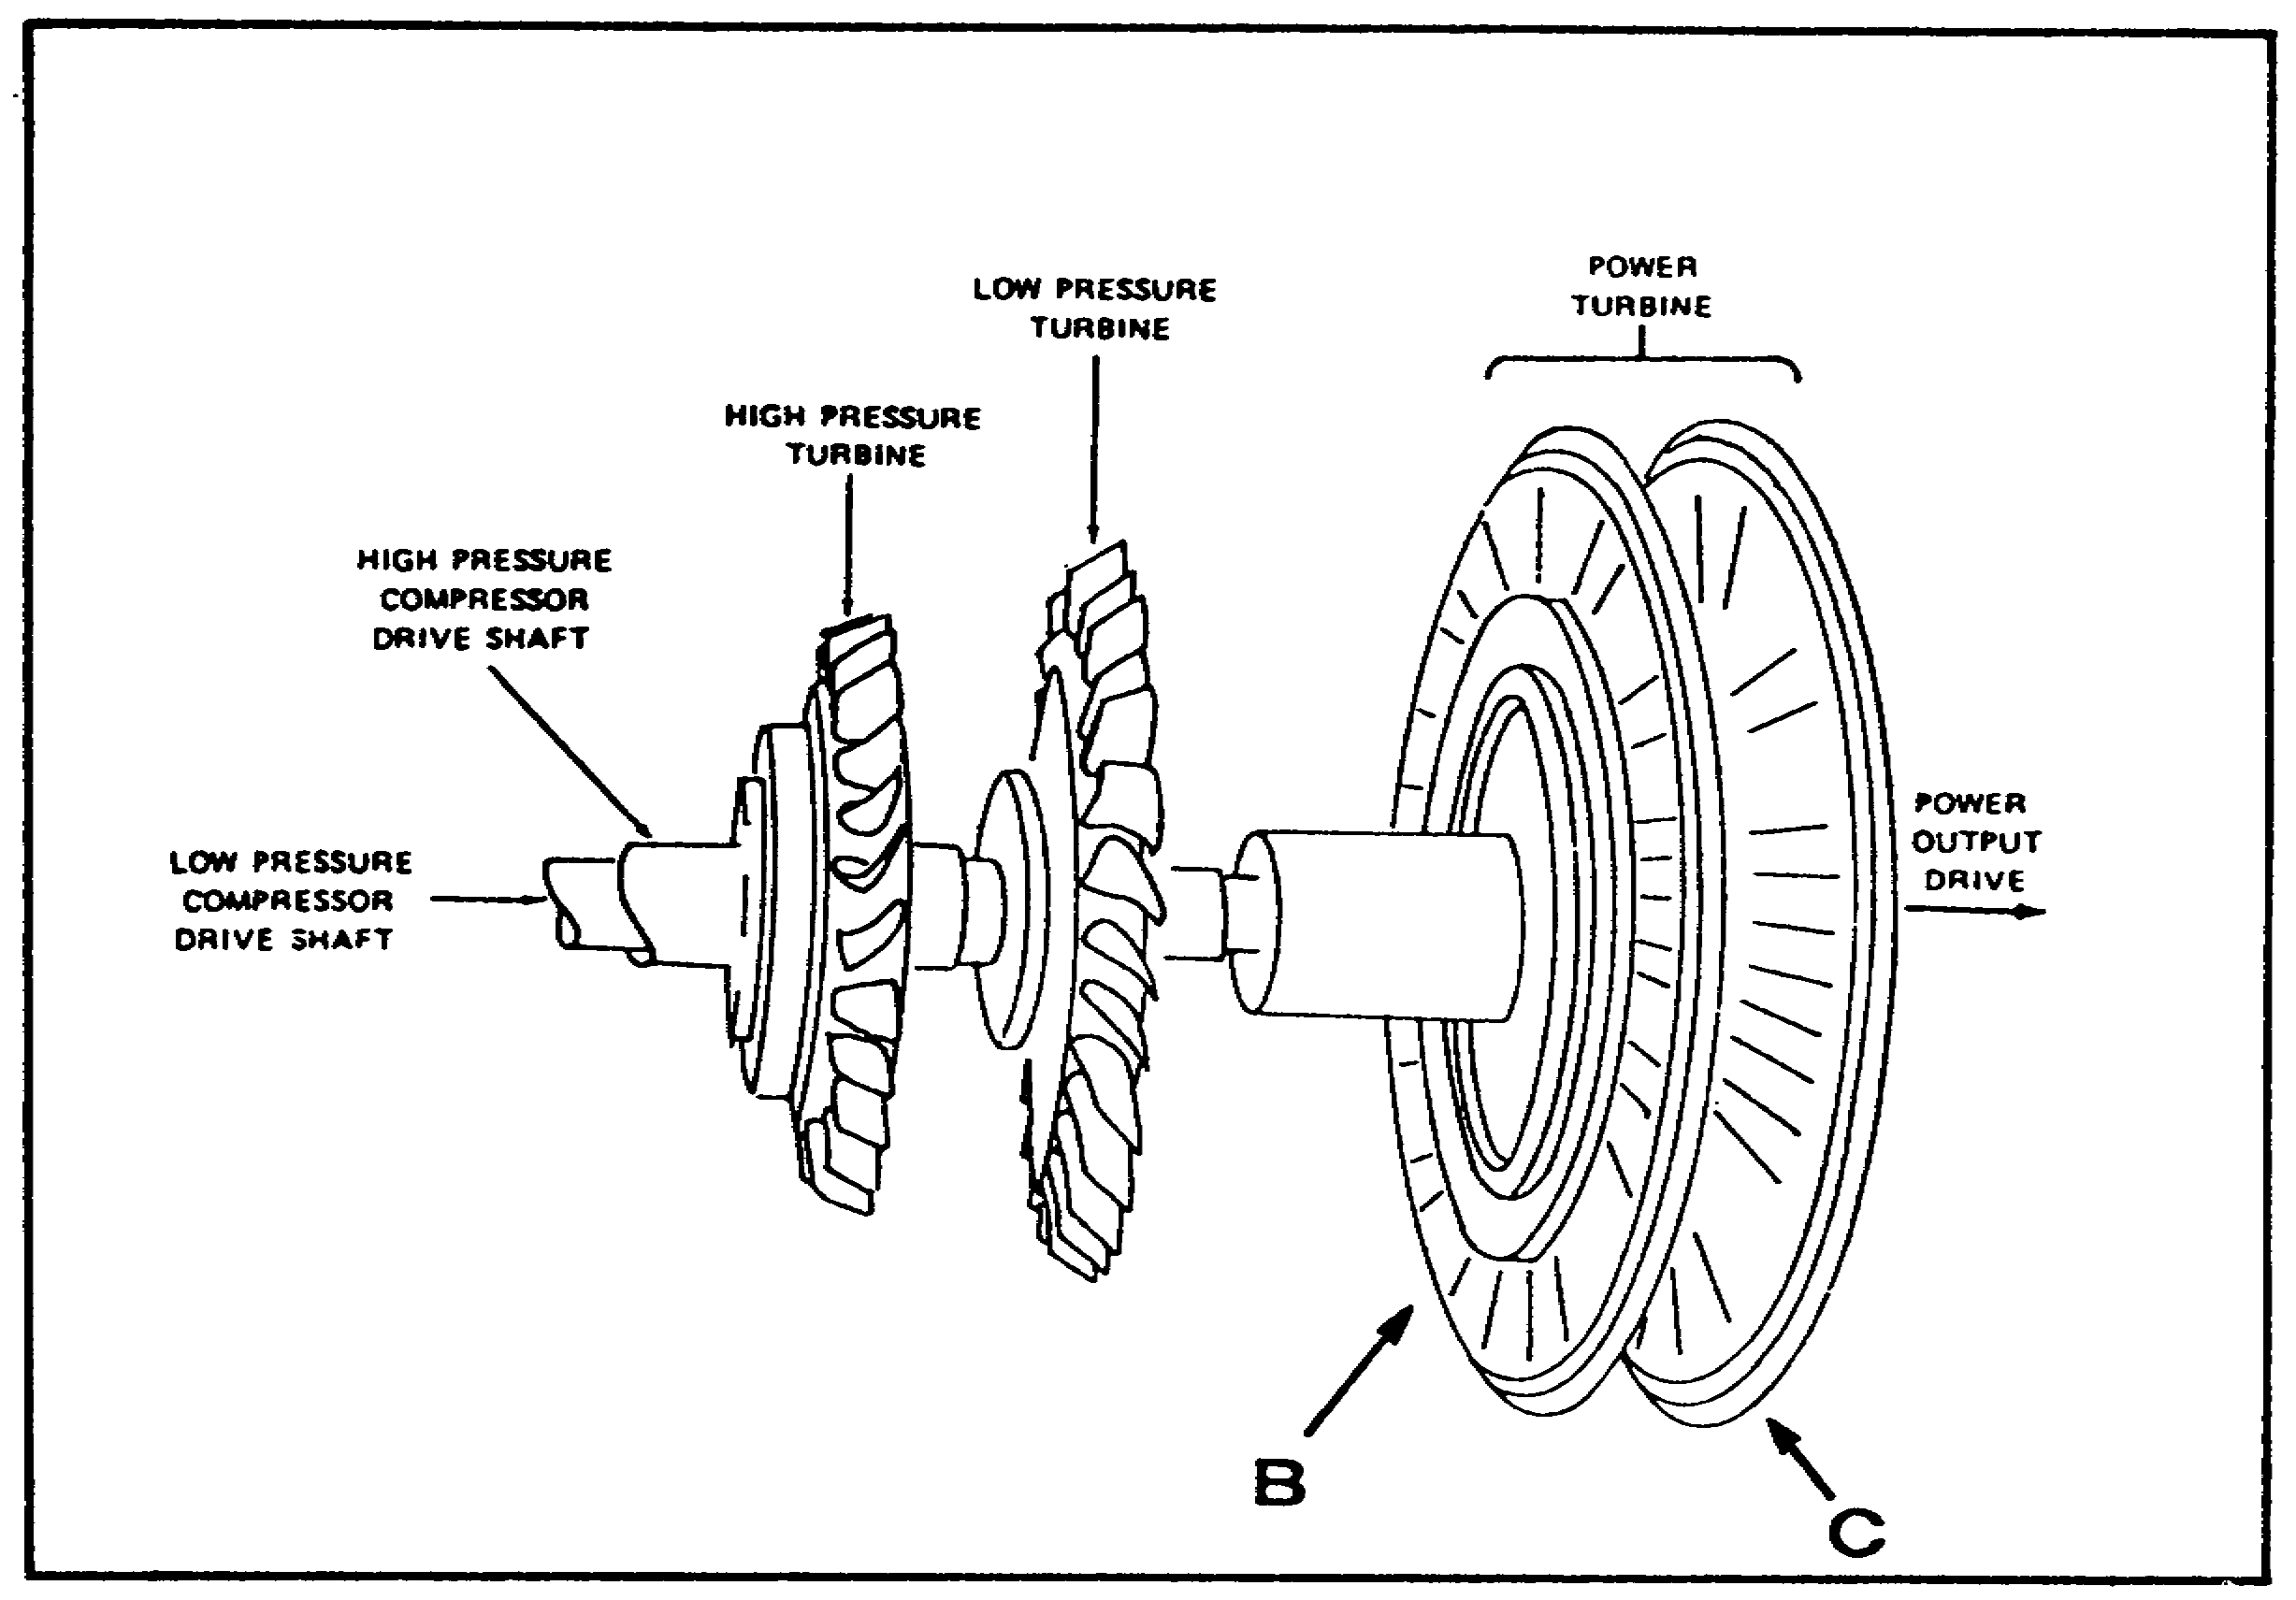 POWER
TURBINE
LOW PRESSURE
TURBINE
HIGH PRESSURE
TURBINE
HIGH PRESSURE
COMPRESSOR
DRIVE SHAFT
LOW PRESSURE
COMPRESSOR
DRIVE SHAFT
POWER
OUTPUT
DRIVE
B
C